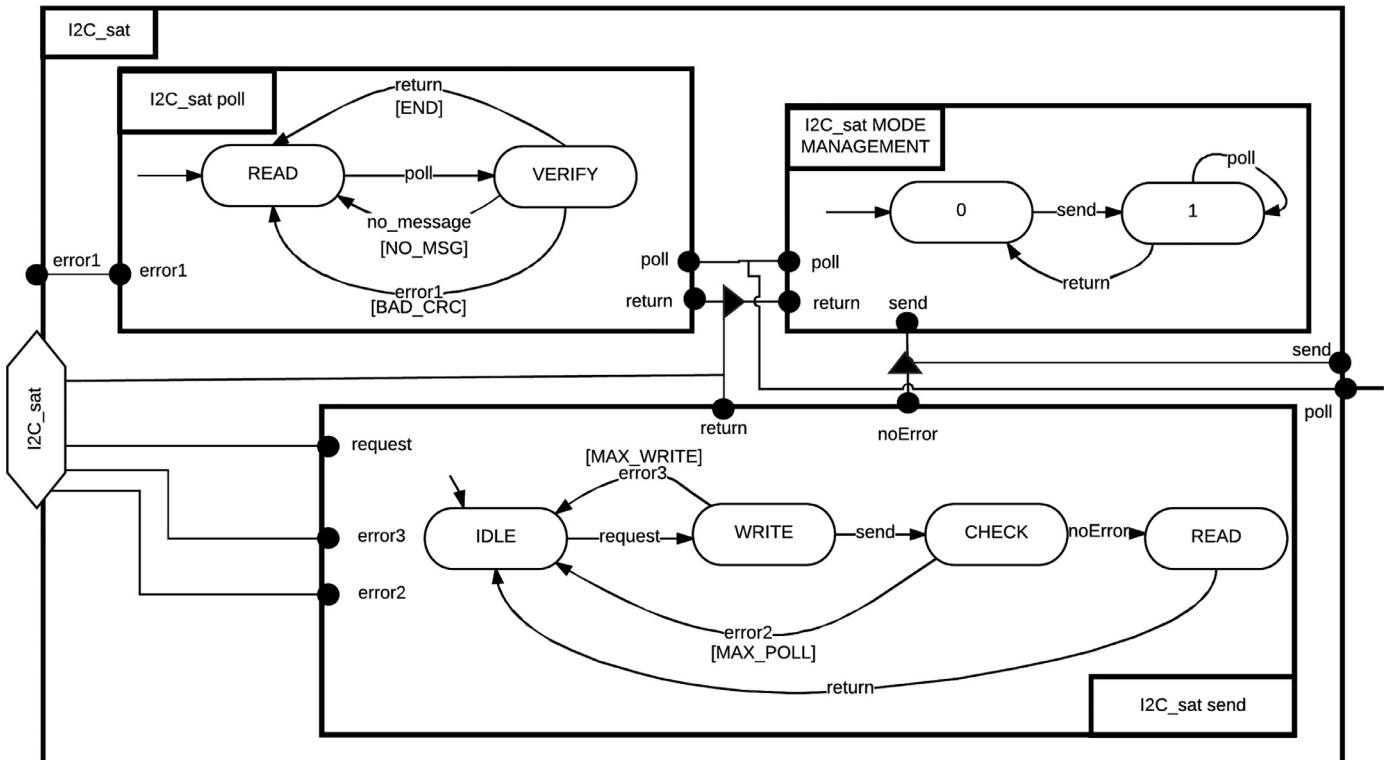 I2C_sat
I2C_sat poll
return
[END]
READ
poll
VERIFY
no_message
[NO_MSG]
error1
[BAD_CRC]
error1
error1
poll
return
I2C_sat MODE
MANAGEMENT
0
send
1
poll
return
poll
return
send
send
poll
I2C_sat
return
noError
request
error3
error2
[MAX_WRITE]
error3
IDLE
request
WRITE
send
CHECK
noError
READ
error2
[MAX_POLL]
return
I2C_sat send